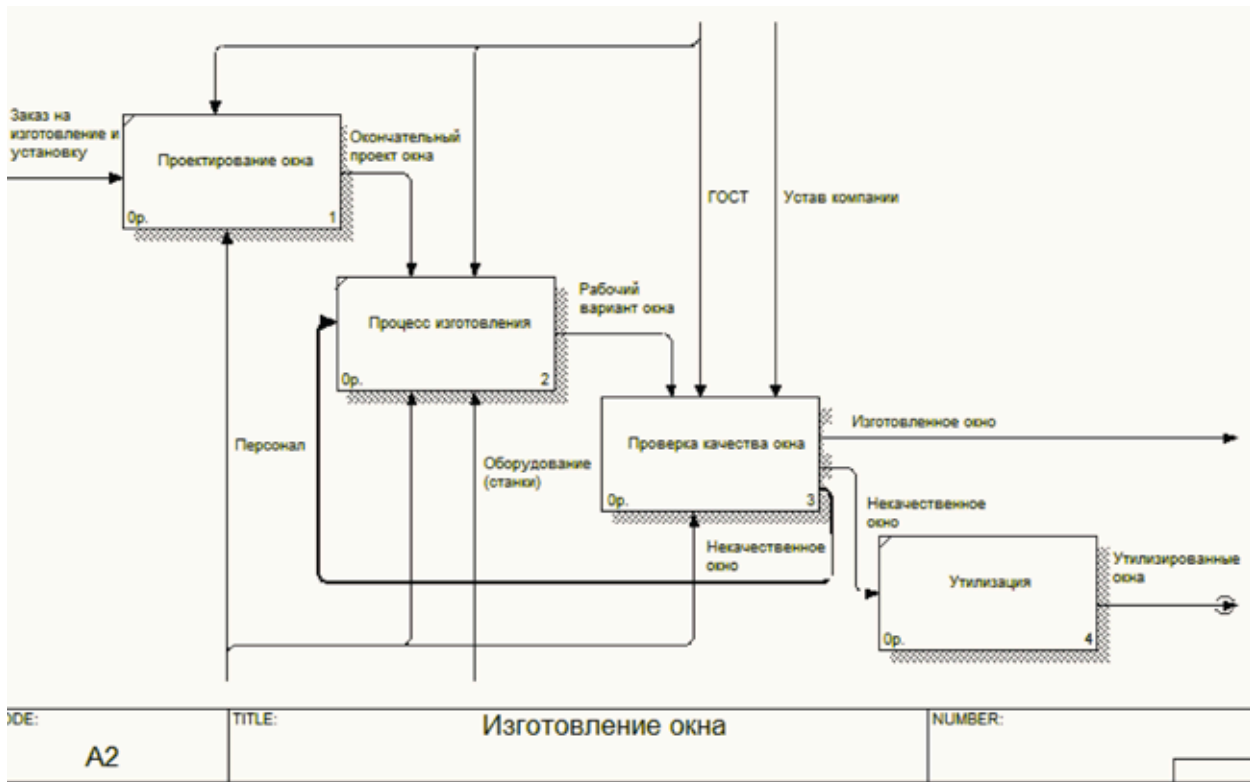 Заказ на
изготовление и
установку
Проектирование окна
0р.
1
Окончательный
проект окна
ГОСТ
Устав компании
Процесс изготовления
0р.
2
Рабочий
вариант окна
Персонал
Оборудование
(станки)
Проверка качества окна
0р.
3
Изготовленное окно
Некачественное
окно
Некачественное
окно
Утилизация
0р.
4
Утилизированные
окна
TITLE:
Изготовление окна
NUMBER:
A2